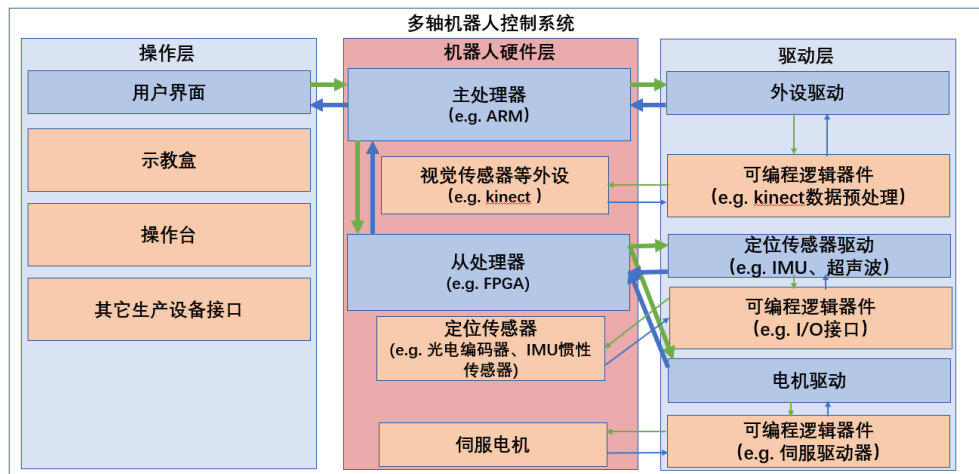 多轴机器人控制系统
操作层
用户界面
示教盒
操作台
其它生产设备接口
机器人硬件层
主处理器
(e.g. ARM)
视觉传感器等外设
(e.g. kinect )
从处理器
(e.g. FPGA)
定位传感器
(e.g. 光电编码器、IMU惯性
传感器)
伺服电机
驱动层
外设驱动
可编程逻辑器件
(e.g. kinect数据预处理)
定位传感器驱动
(e.g. IMU、超声波)
可编程逻辑器件
(e.g. I/O接口)
电机驱动
可编程逻辑器件
(e.g. 伺服驱动器)